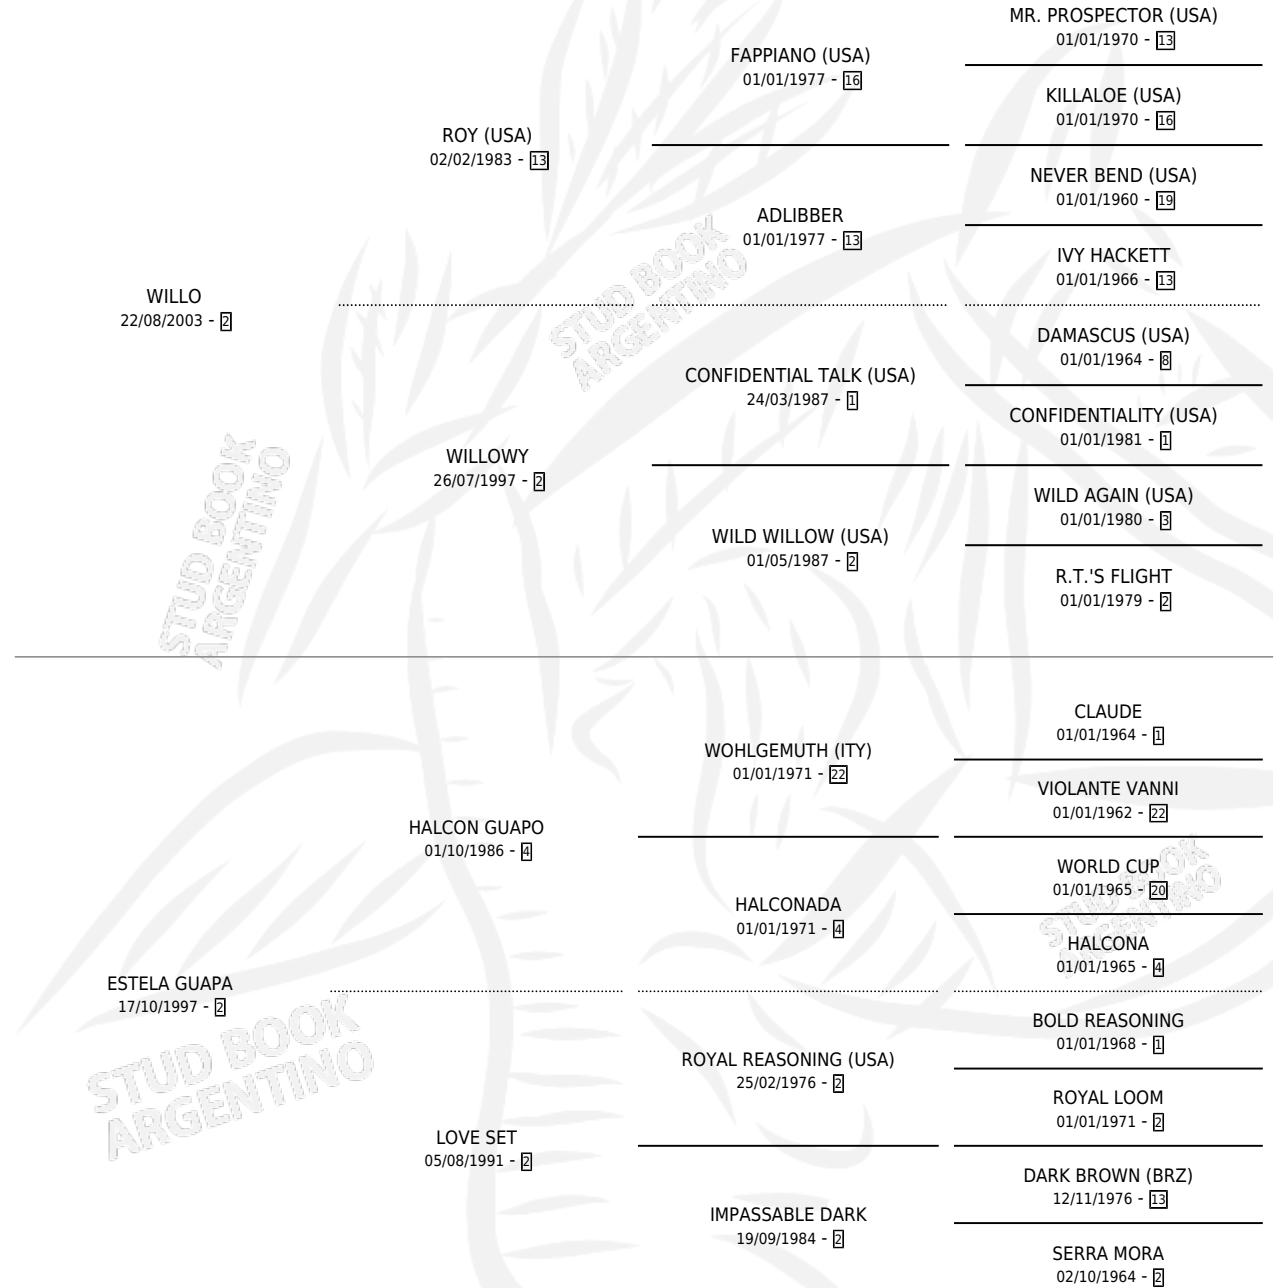 MR. PROSPECTOR (USA)
01/01/1970 - 13
FAPPIANO (USA)
01/01/1977 - 16
KILLALOE (USA)
01/01/1970 - 16
ROY (USA)
02/02/1983 - 13
NEVER BEND (USA)
01/01/1960 - 19
ADLIBBER
01/01/1977 - 13
IVY HACKETT
01/01/1966 - 13
WILLO
22/08/2003 - 2
DAMASCUS (USA)
01/01/1964 - 8
CONFIDENTIAL TALK (USA)
24/03/1987 - 1
CONFIDENTIALITY (USA)
01/01/1981 - 1
WILLOWY
26/07/1997 - 2
WILD AGAIN (USA)
01/01/1980 - 3
WILD WILLOW (USA)
01/05/1987 - 2
R.T.'S FLIGHT
01/01/1979 - 2
CLAUDE
01/01/1964 - 1
WOHLGEMUTH (ITY)
01/01/1971 - 22
VIOLANTE VANNI
01/01/1962 - 22
HALCON GUAPO
01/10/1986 - 4
WORLD CUP
01/01/1965 - 20
HALCONADA
01/01/1971 - 4
HALCONA
01/01/1965 - 4
ESTELA GUAPA
17/10/1997 - 2
BOLD REASONING
01/01/1968 - 1
ROYAL REASONING (USA)
25/02/1976 - 2
ROYAL LOOM
01/01/1971 - 2
LOVE SET
05/08/1991 - 2
DARK BROWN (BRZ)
12/11/1976 - 13
IMPASSABLE DARK
19/09/1984 - 2
SERRA MORA
02/10/1964 - 2
STUD BOOK
ARGENTINO
STUD BOOK
ARGENTINO
STUD BOOK
ARGENTINO
STUD BOOK
ARGENTINO